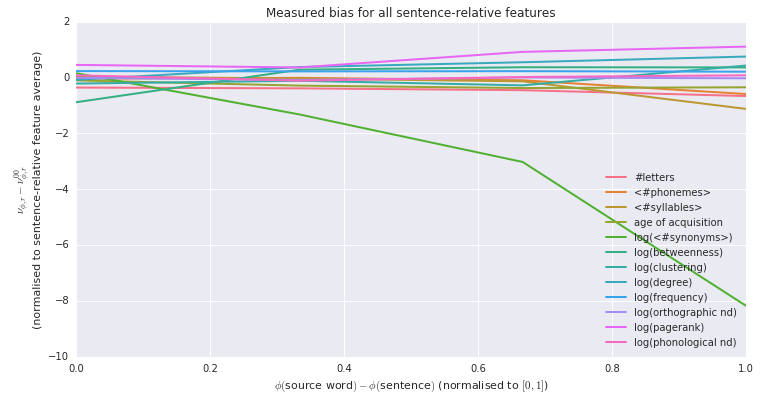 Measured bias for all sentence-relative features
2
0
−2
−4
−6
−8
−10
ν_{ϕ,r} − ν^{00}_{ϕ,r}
(normalised to sentence-relative feature average)
#letters
<#phonemes>
<#syllables>
age of acquisition
log(<#synonyms>)
log(betweenness)
log(clustering)
log(degree)
log(frequency)
log(orthographic nd)
log(pagerank)
log(phonological nd)
0.0 0.2 0.4 0.6 0.8 1.0
ϕ(source word) − ϕ(sentence) (normalised to [0, 1])